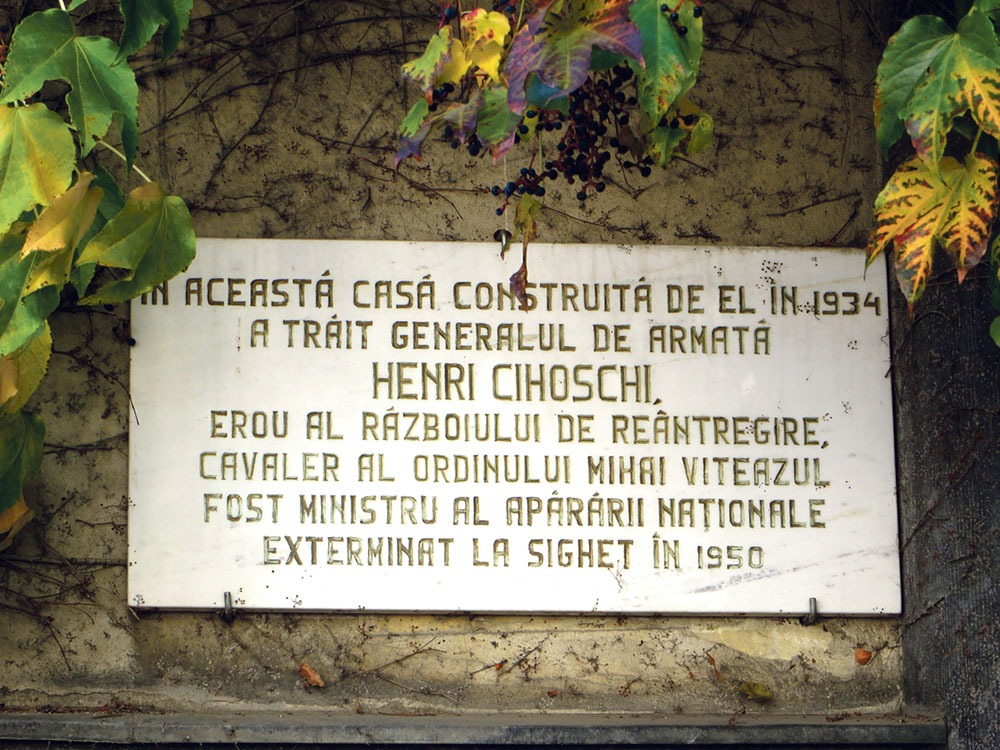 ÎN ACEASTĂ CASĂ CONSTRUITĂ DE EL ÎN 1934
A TRĂIT GENERALUL DE ARMATĂ
HENRI CIHOSCHI,
EROU AL RĂZBOIULUI DE REÂNTREGIRE,
CAVALER AL ORDINULUI MIHAI VITEAZUL
FOST MINISTRU AL APĂRĂRII NAȚIONALE
EXTERMINAT LA SIGHEȚ ÎN 1950